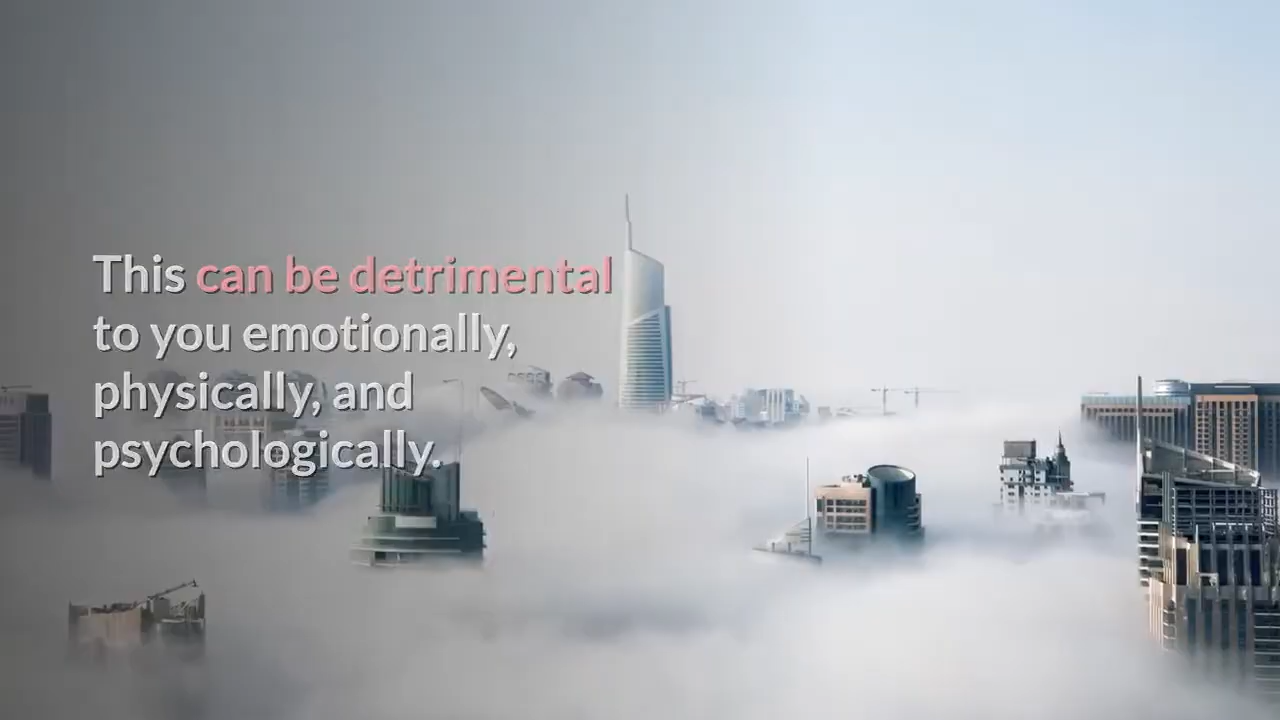 This can be detrimental
to you emotionally,
physically, and
psychologically.